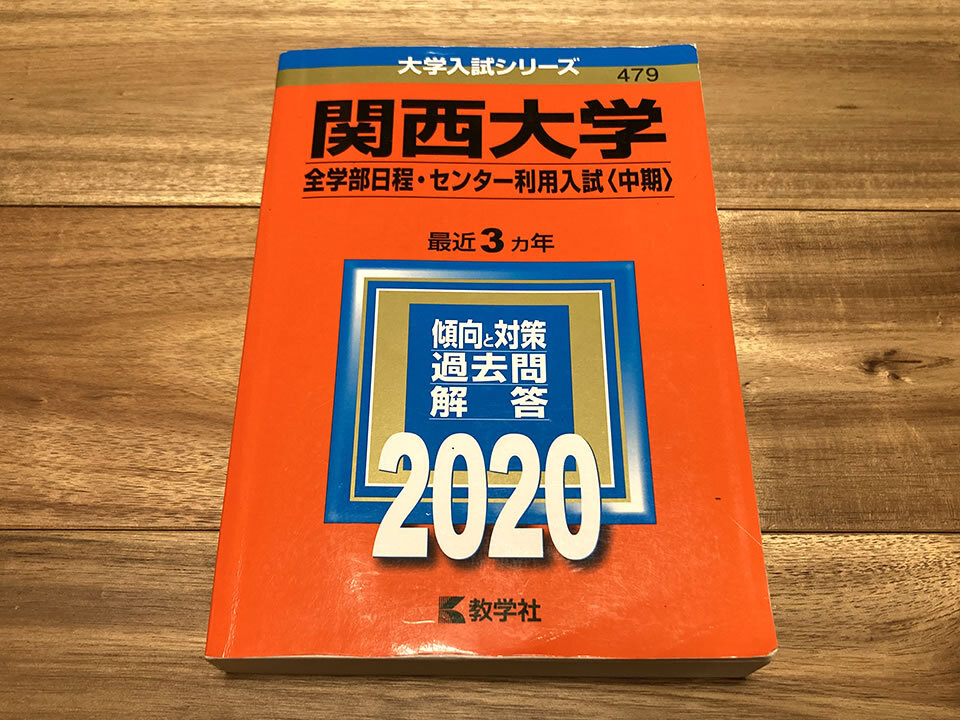 大学入試シリーズ
479
関西大学
全学部日程・センター利用入試〈中期〉
最近3カ年
傾向と対策
過去問
解答
2020
教学社